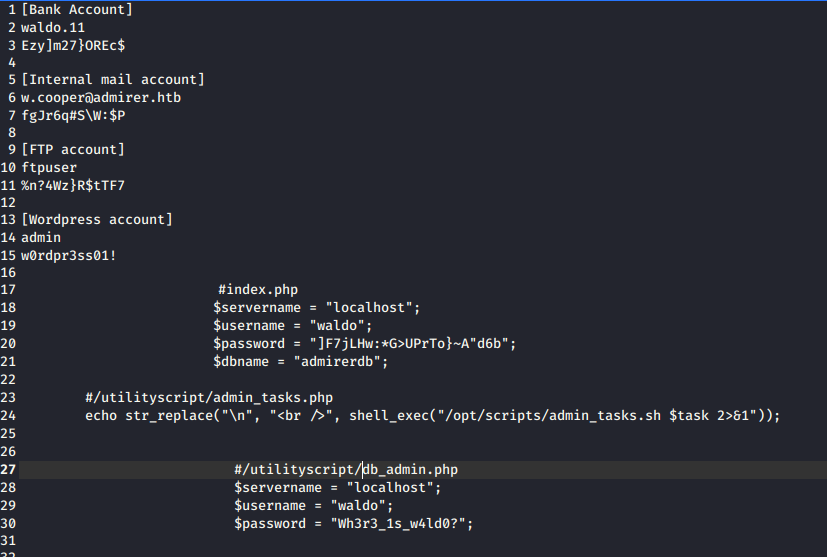 1 [Bank Account]
2 waldo.11
3 Ezy]m27}OREc$
4
5 [Internal mail account]
6 w.cooper@admirer.htb
7 fgJr6q#S\W:$P
8
9 [FTP account]
10 ftpuser
11 %n?4Wz}R$tTF7
12
13 [Wordpress account]
14 admin
15 w0rdpr3ss01!
16
17 #index.php
18 $servername = "localhost";
19 $username = "waldo";
20 $password = "]F7jLHw:*G>UPrTo}~A"d6b";
21 $dbname = "admirerdb";
22
23 #/utilityscript/admin_tasks.php
24 echo str_replace("\n", "<br />", shell_exec("/opt/scripts/admin_tasks.sh $task 2>&1"));
25
26
27 #/utilityscript/db_admin.php
28 $servername = "localhost";
29 $username = "waldo";
30 $password = "Wh3r3_1s_w4ld0?";
31